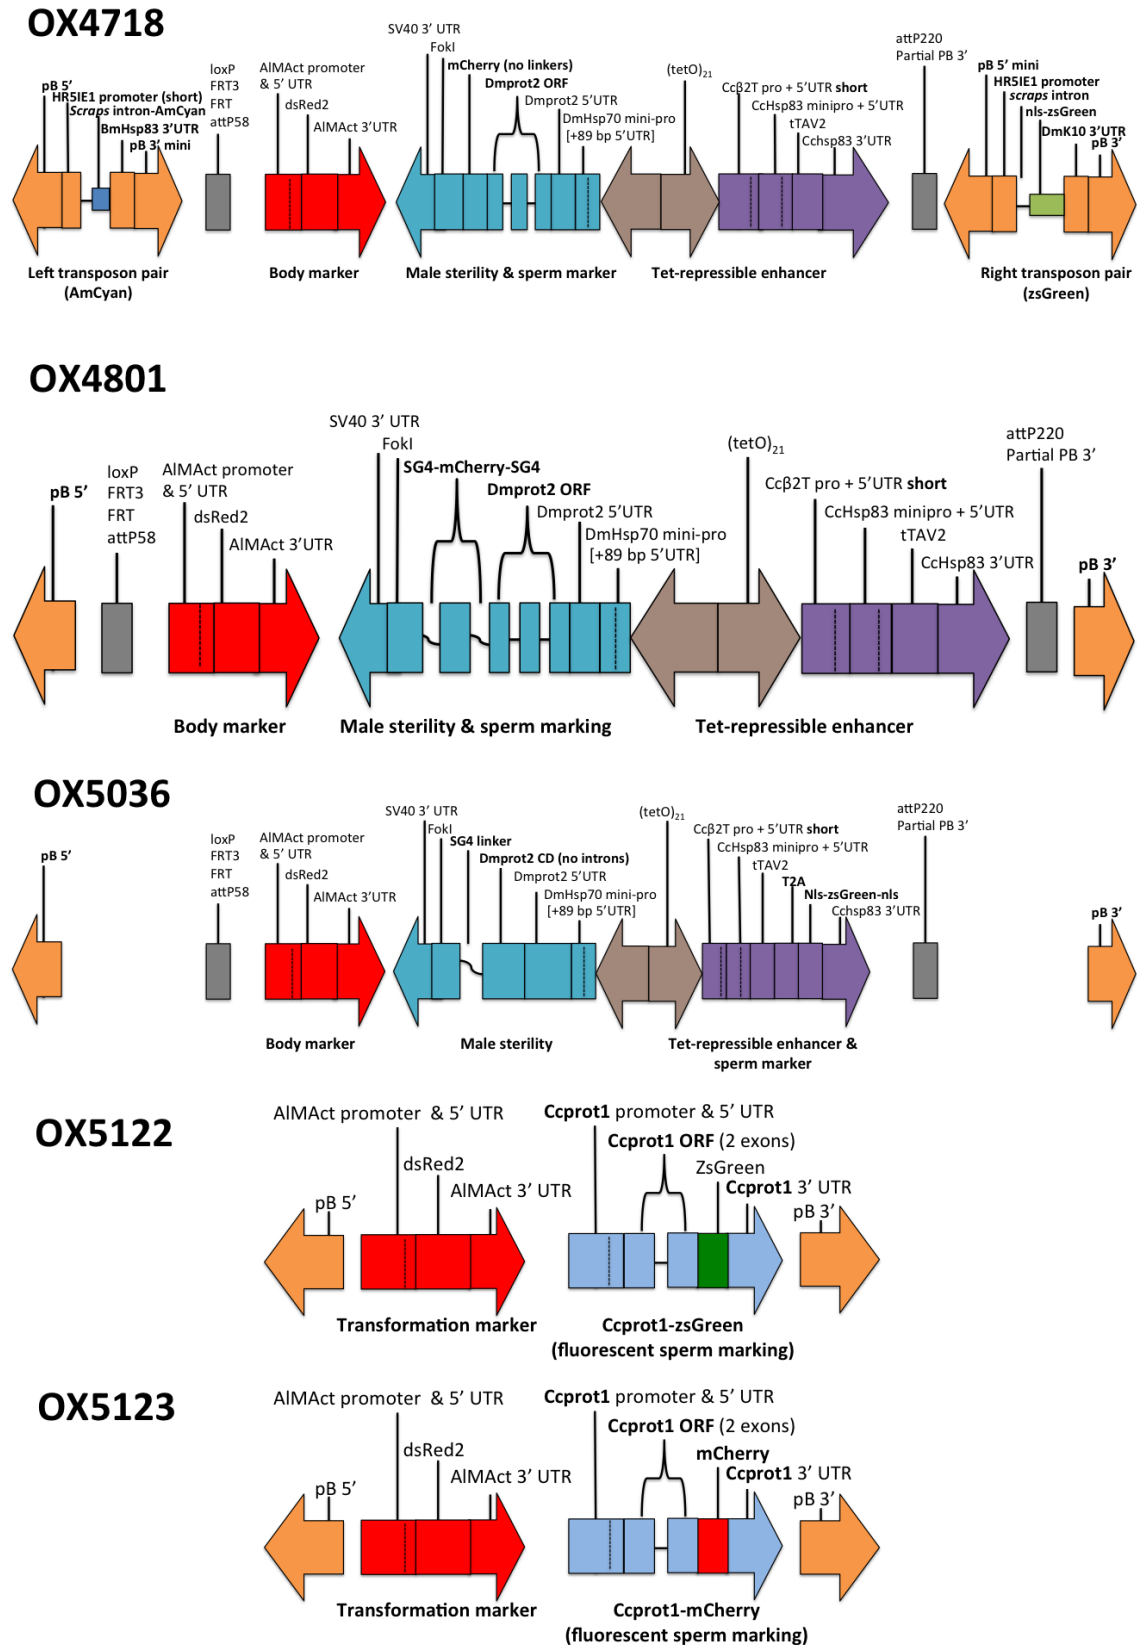 OX4718
pB 5’
HR5IE1 promoter (short)
Scraps intron-AmCyan
BmHsp83 3’UTR
pB 3’ mini
loxP
FRT3
FRT
attP58
AlMAct promoter
& 5’ UTR
dsRed2
AlMAct 3’UTR
SV40 3’ UTR
FokI
mCherry (no linkers)
Dmprot2 ORF
Dmprot2 5’UTR
DmHsp70 mini-pro
[+89 bp 5’UTR]
(tetO)21
Ccβ2T pro + 5’UTR short
CcHsp83 minipro + 5’UTR
tTAV2
Cchsp83 3’UTR
attP220
Partial PB 3’
pB 5’ mini
HR5IE1 promoter
scraps intron
nls-zsGreen
DmK10 3’UTR
pB 3’
Left transposon pair
(AmCyan)
Body marker
Male sterility & sperm marker
Tet-repressible enhancer
Right transposon pair
(zsGreen)
OX4801
pB 5’
loxP
FRT3
FRT
attP58
AlMAct promoter
& 5’ UTR
dsRed2
AlMAct 3’UTR
SV40 3’ UTR
FokI
SG4-mCherry-SG4
Dmprot2 ORF
Dmprot2 5’UTR
DmHsp70 mini-pro
[+89 bp 5’UTR]
(tetO)21
Ccβ2T pro + 5’UTR short
CcHsp83 minipro + 5’UTR
tTAV2
CcHsp83 3’UTR
attP220
Partial PB 3’
pB 3’
Body marker
Male sterility & sperm marking
Tet-repressible enhancer
OX5036
pB 5’
loxP
FRT3
FRT
attP58
AlMAct promoter
& 5’ UTR
dsRed2
AlMAct 3’UTR
SV40 3’ UTR
FokI
SG4 linker
Dmprot2 CD (no introns)
Dmprot2 5’UTR
DmHsp70 mini-pro
[+89 bp 5’UTR]
(tetO)21
Ccβ2T pro + 5’UTR short
CcHsp83 minipro + 5’UTR
tTAV2
T2A
Nls-zsGreen-nls
Cchsp83 3’UTR
attP220
Partial PB 3’
pB 3’
Body marker
Male sterility
Tet-repressible enhancer &
sperm marker
OX5122
pB 5’
AlMAct promoter & 5’ UTR
dsRed2
AlMAct 3’ UTR
Ccprot1 promoter & 5’ UTR
Ccprot1 ORF (2 exons)
ZsGreen
Ccprot1 3’ UTR
pB 3’
Transformation marker
Ccprot1-zsGreen
(fluorescent sperm marking)
OX5123
pB 5’
AlMAct promoter & 5’ UTR
dsRed2
AlMAct 3’ UTR
Ccprot1 promoter & 5’ UTR
Ccprot1 ORF (2 exons)
mCherry
Ccprot1 3’ UTR
pB 3’
Transformation marker
Ccprot1-mCherry
(fluorescent sperm marking)